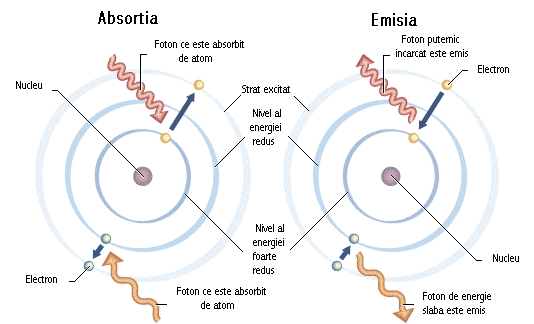 Absortia
Emisia
Foton ce este absorbit
de atom
Foton puternic
incarcat este emis
Nucleu
Strat excitat
Electron
Nivel al
energiei
redus
Nivel al
energiei
foarte
redus
Nucleu
Electron
Foton ce este absorbit
de atom
Foton de energie
slaba este emis